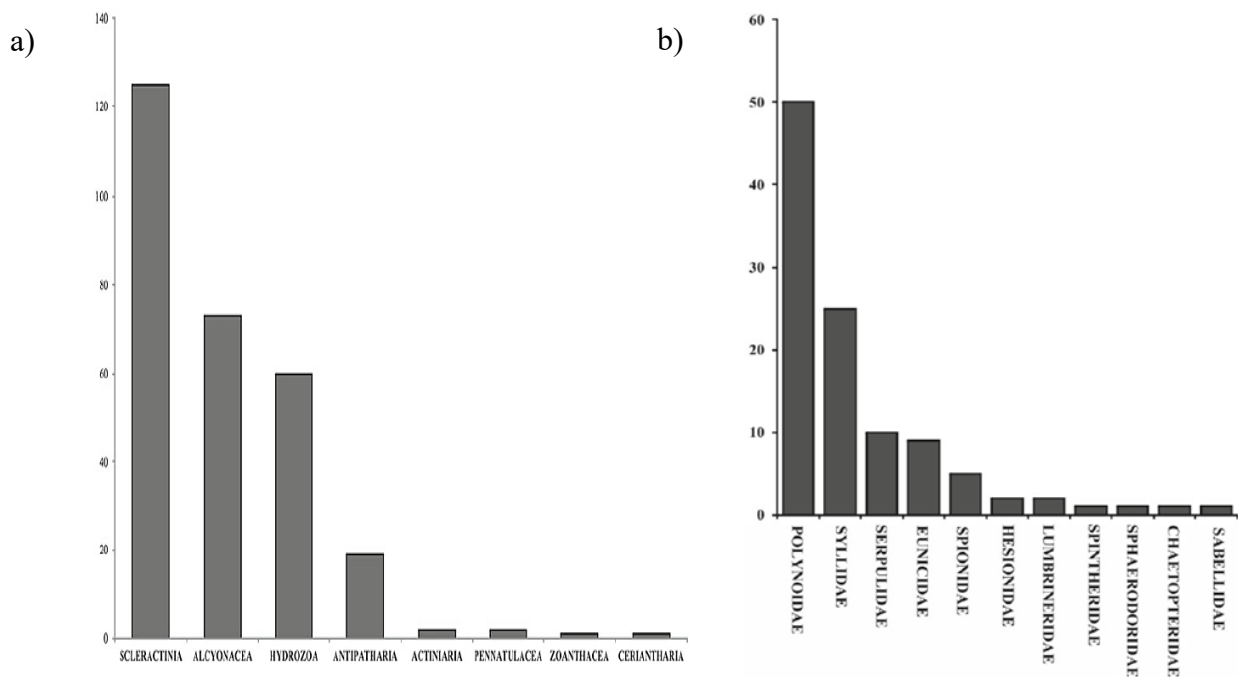 a)
140
120
100
80
60
40
20
0
SCLERACTINIA ALCYONACEA HYDROZOA ANTIPATHARIA ACTINIARIA PENNATULACEA ZOANTHACEA CERIANTHARIA
b)
60
50
40
30
20
10
0
POLYNOIDAE
SYLLIDAE
SERPULIDAE
EUNICIDAE
SPIONIDAE
HESIONIDAE
LUMBRINERIDAE
SPINTHERIDAE
SPHAERODORIDAE
CHAETOPTERIDAE
SABELLIDAE